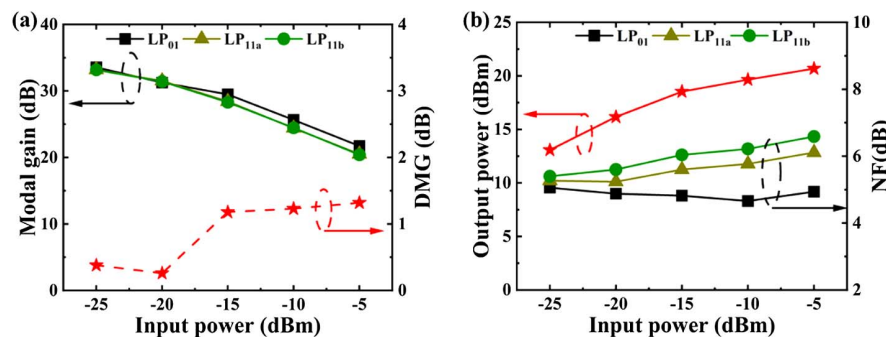 (a)
LP01 LP11a LP11b
Modal gain (dB)
40
30
20
10
0
4
3
2
1
0
DMG (dB)
-25 -20 -15 -10 -5
Input power (dBm)
(b)
LP01 LP11a LP11b
Output power (dBm)
25
20
15
10
5
0
10
8
6
4
2
NF(dB)
-25 -20 -15 -10 -5
Input power (dBm)